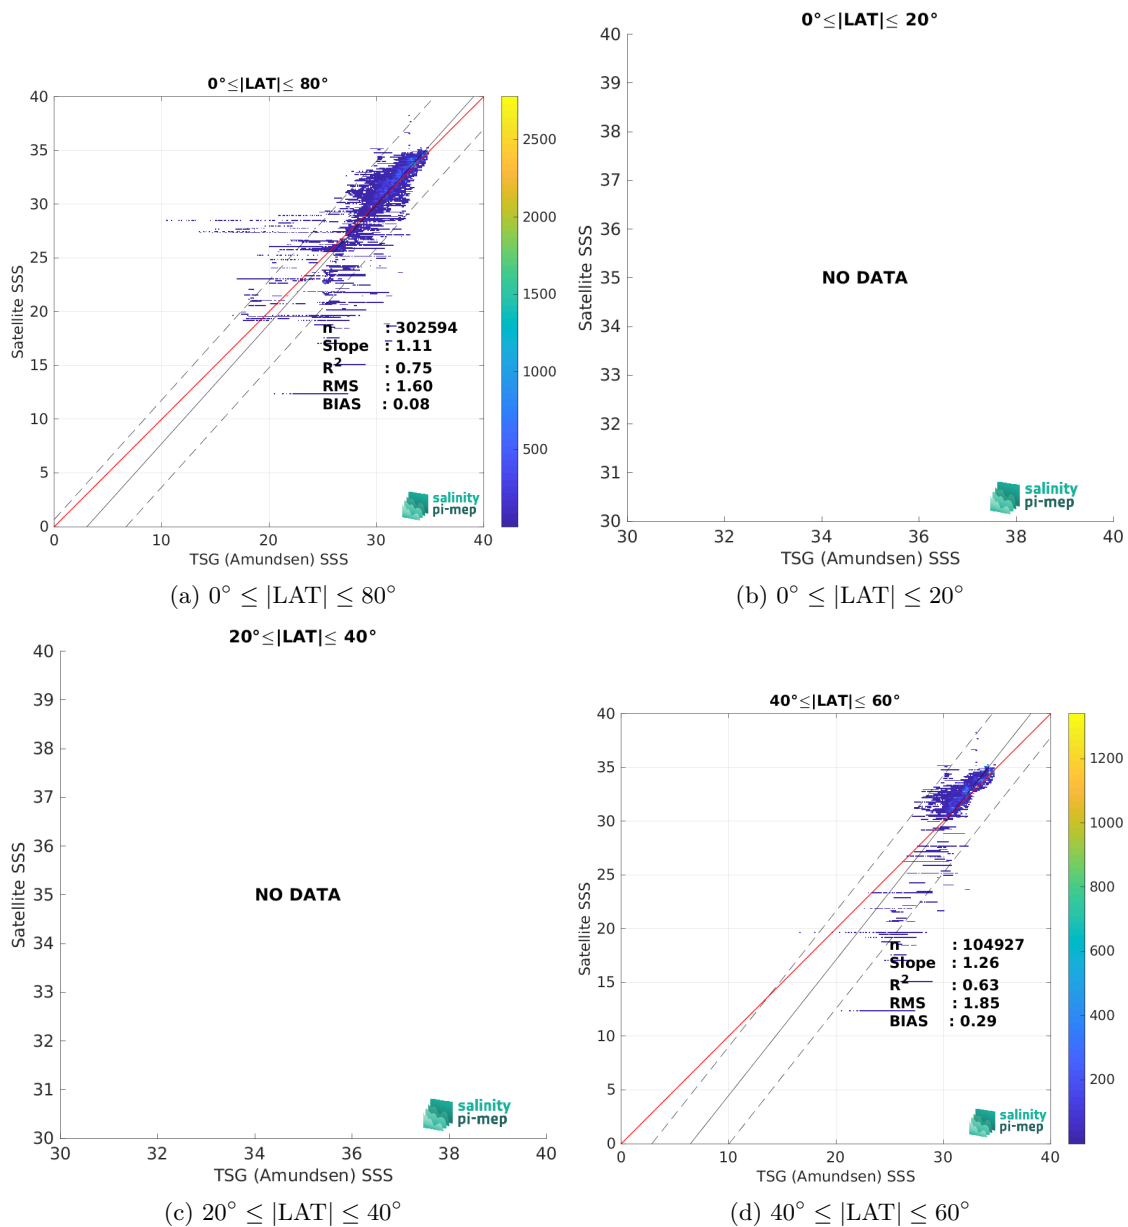 0°≤|LAT|≤ 80°
40
35
30
25
20
15
10
5
0
Satellite SSS
n : 302594
Slope : 1.11
R2 : 0.75
RMS : 1.60
BIAS : 0.08
salinity
pi-mep
0 10 20 30 40
TSG (Amundsen) SSS
2500
2000
1500
1000
500
(a) 0° ≤ |LAT| ≤ 80°
0°≤|LAT|≤ 20°
40
39
38
37
36
35
34
33
32
31
30
Satellite SSS
NO DATA
salinity
pi-mep
30 32 34 36 38 40
TSG (Amundsen) SSS
(b) 0° ≤ |LAT| ≤ 20°
20°≤|LAT|≤ 40°
40
39
38
37
36
35
34
33
32
31
30
Satellite SSS
NO DATA
salinity
pi-mep
30 32 34 36 38 40
TSG (Amundsen) SSS
(c) 20° ≤ |LAT| ≤ 40°
40°≤|LAT|≤ 60°
40
35
30
25
20
15
10
5
0
Satellite SSS
n : 104927
Slope : 1.26
R2 : 0.63
RMS : 1.85
BIAS : 0.29
salinity
pi-mep
0 10 20 30 40
TSG (Amundsen) SSS
1200
1000
800
600
400
200
(d) 40° ≤ |LAT| ≤ 60°